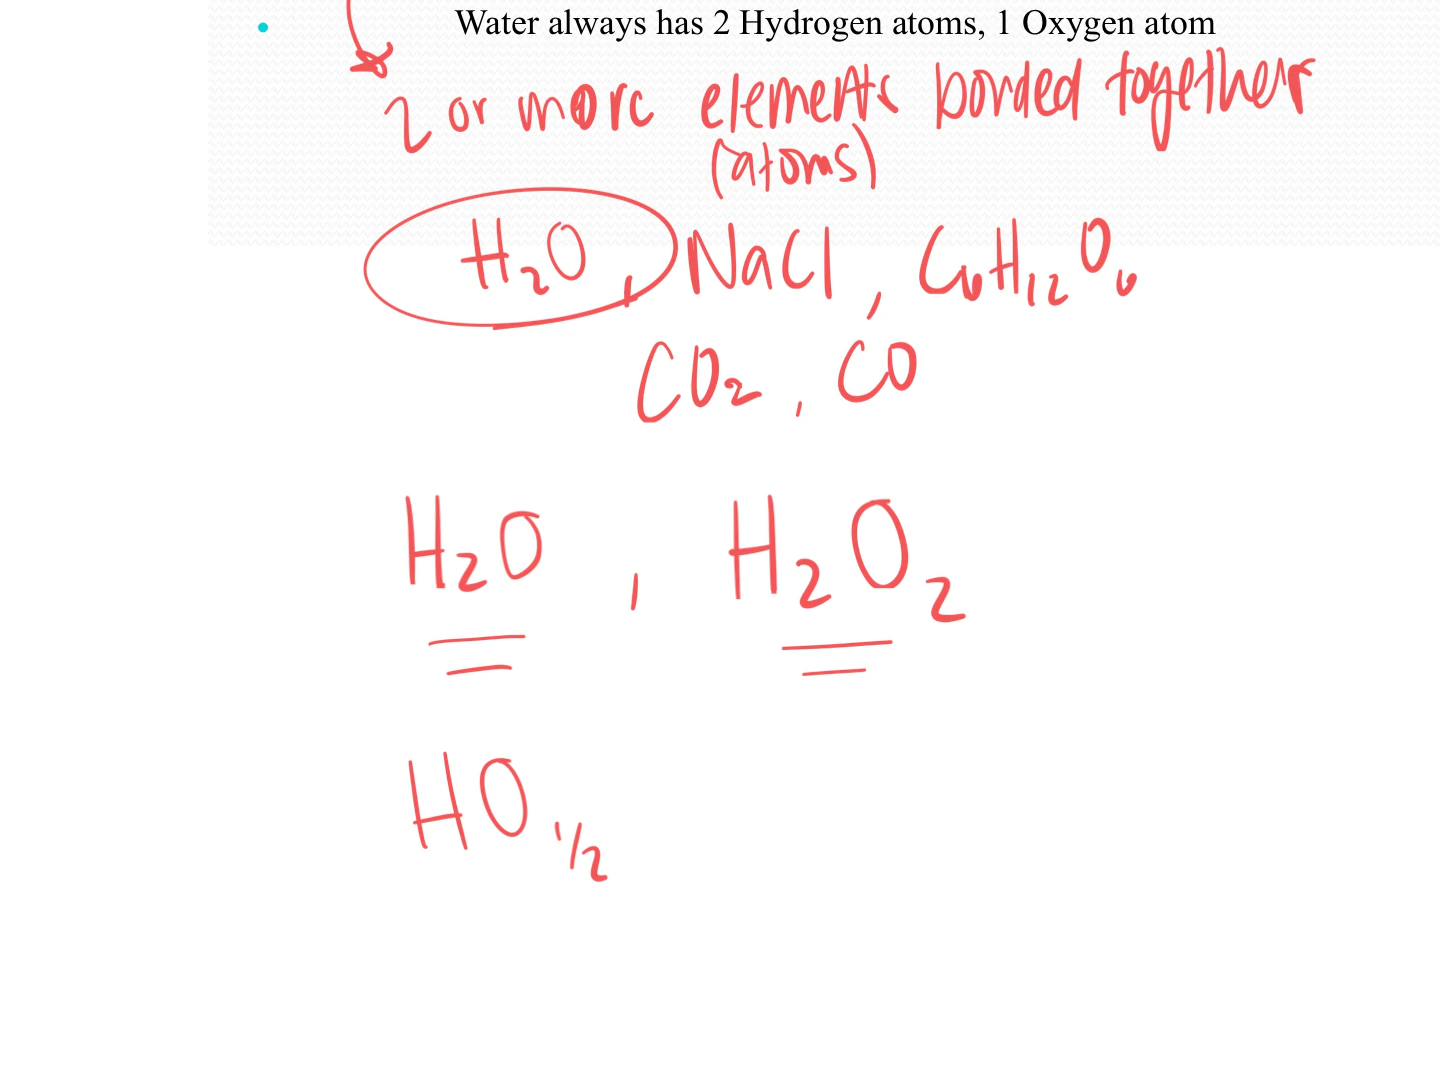 • Water always has 2 Hydrogen atoms, 1 Oxygen atom
2 or more elements bonded together
(atoms)
H₂O, NaCl, C₆H₁₂O₆
CO₂, CO
H₂O, H₂O₂
HO₁/₂